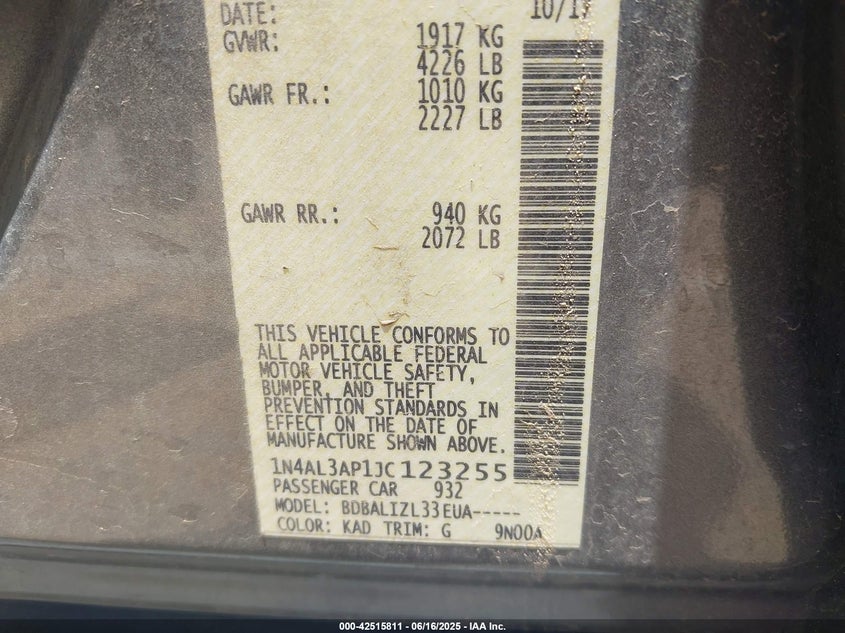 DATE: 10/17
GVWR: 1917 KG
4226 LB
GAWR FR.: 1010 KG
2227 LB
GAWR RR.: 940 KG
2072 LB
THIS VEHICLE CONFORMS TO
ALL APPLICABLE FEDERAL
MOTOR VEHICLE SAFETY,
BUMPER, AND THEFT
PREVENTION STANDARDS IN
EFFECT ON THE DATE OF
MANUFACTURE SHOWN ABOVE.
1N4AL3AP1JC123255
PASSENGER CAR 932
MODEL: BDBALIZL33EUA-----
COLOR: KAD TRIM: G 9N00A
000-42515811 - 06/16/2025 - IAA Inc.